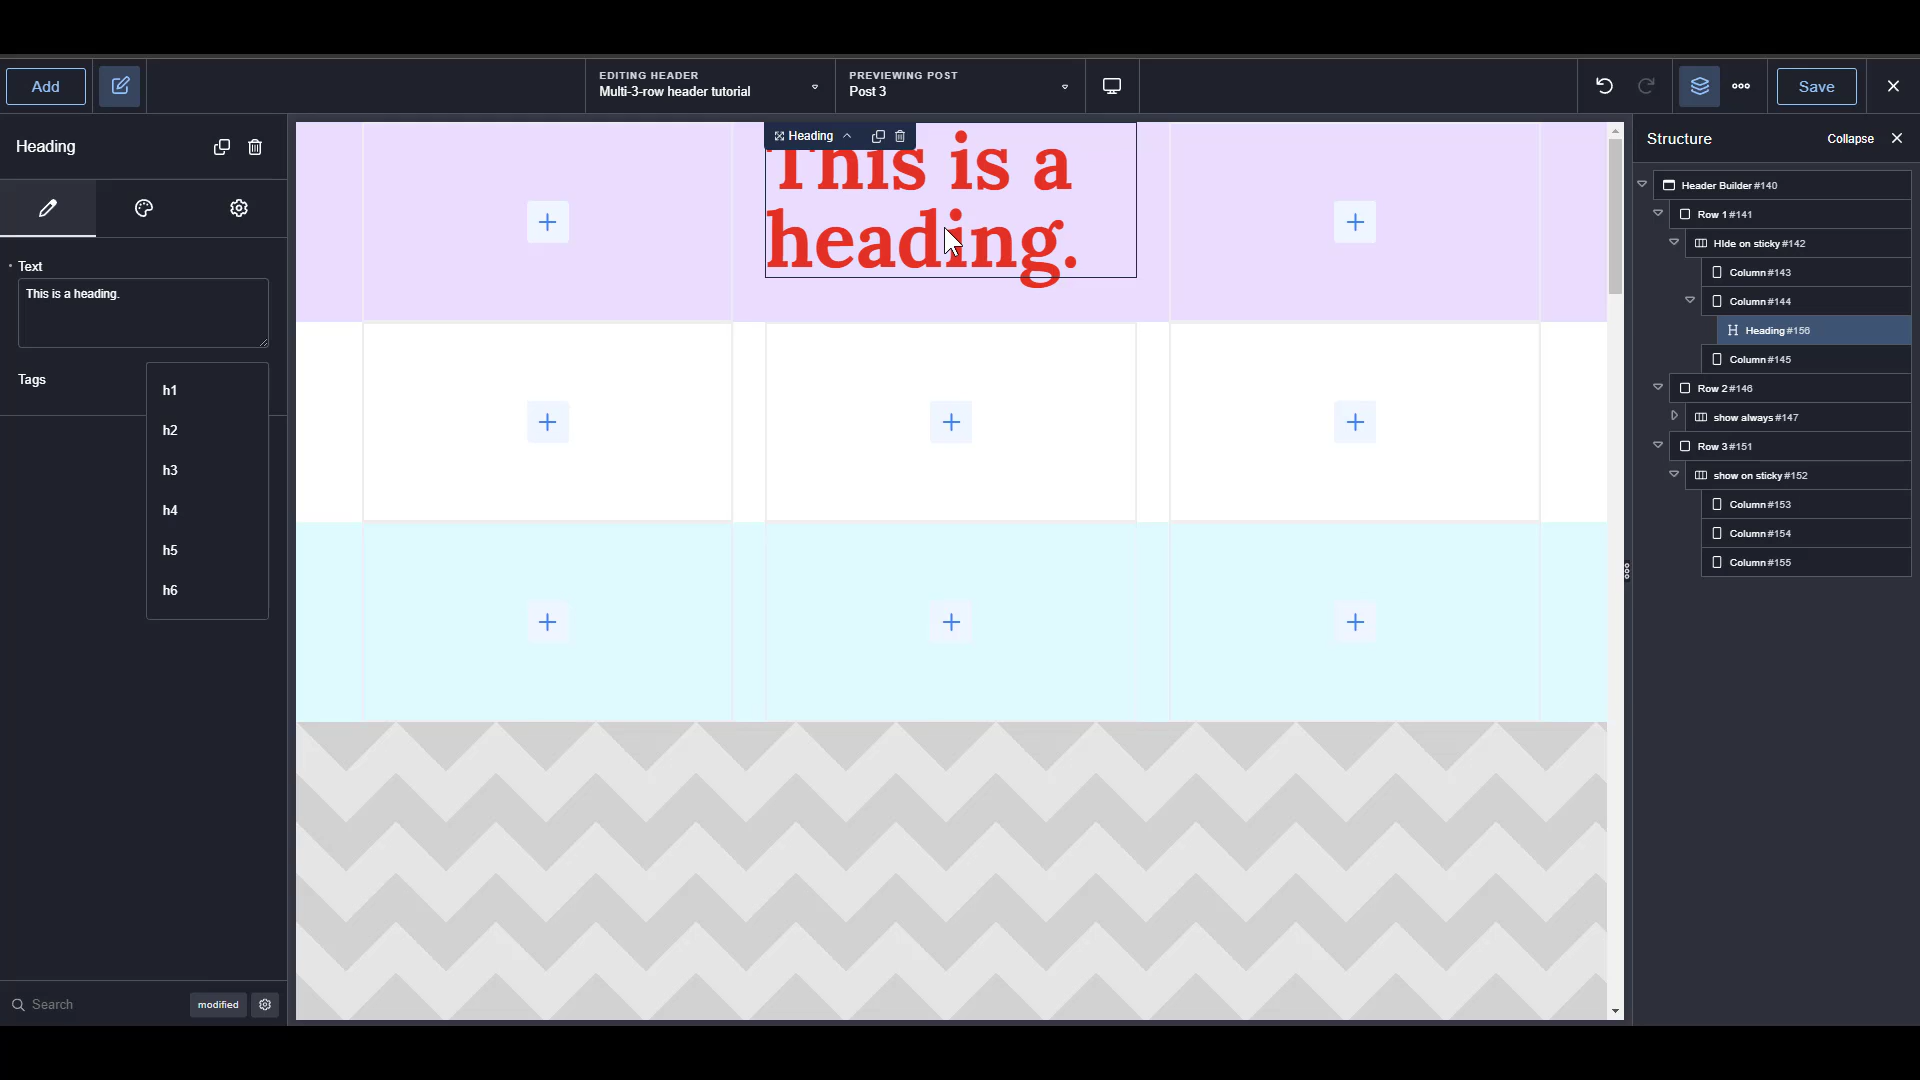 Add
EDITING HEADER
Multi-3-row header tutorial
PREVIEWING POST
Post 3
Save
Heading
Text
This is a heading.
Tags
h1
h2
h3
h4
h5
h6
Search
modified
Heading
This is a
heading.
Structure
Collapse
Header Builder #140
Row 1 #141
HIde on sticky #142
Column #143
Column #144
Heading #156
Column #145
Row 2 #146
show always #147
Row 3 #151
show on sticky #152
Column #153
Column #154
Column #155